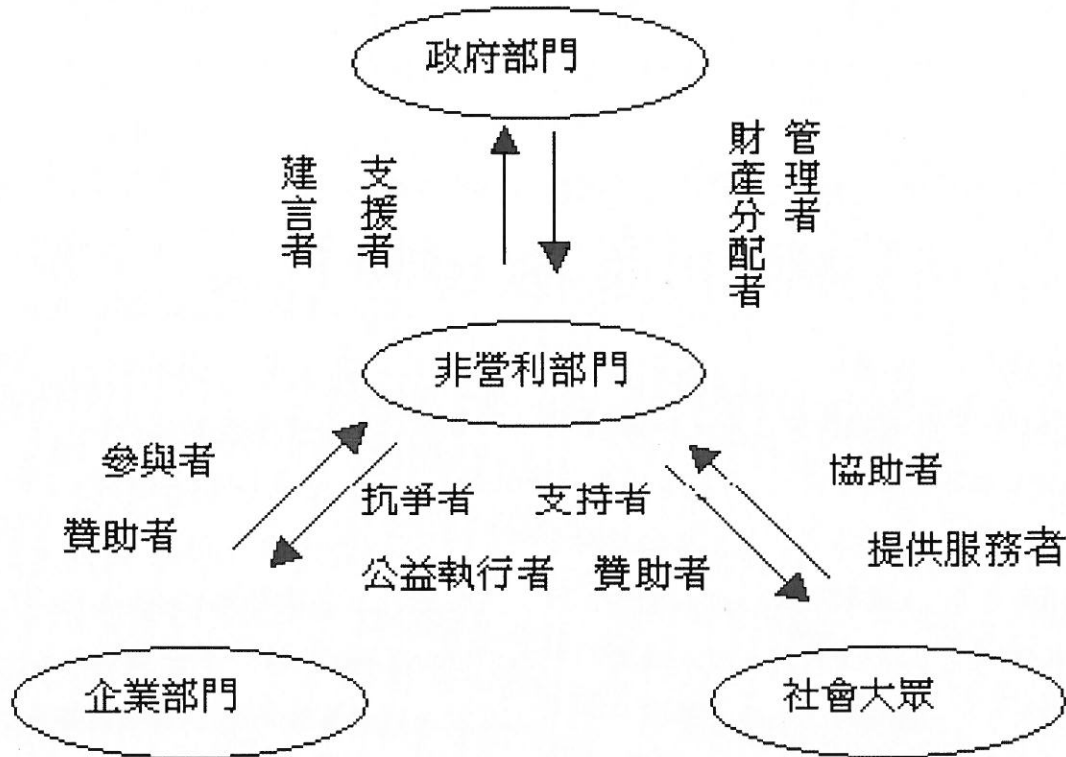 政府部門
建言者
支援者
財產分配者
管理者
非營利部門
參與者
贊助者
抗爭者
公益執行者
支持者
贊助者
協助者
提供服務者
企業部門
社會大眾